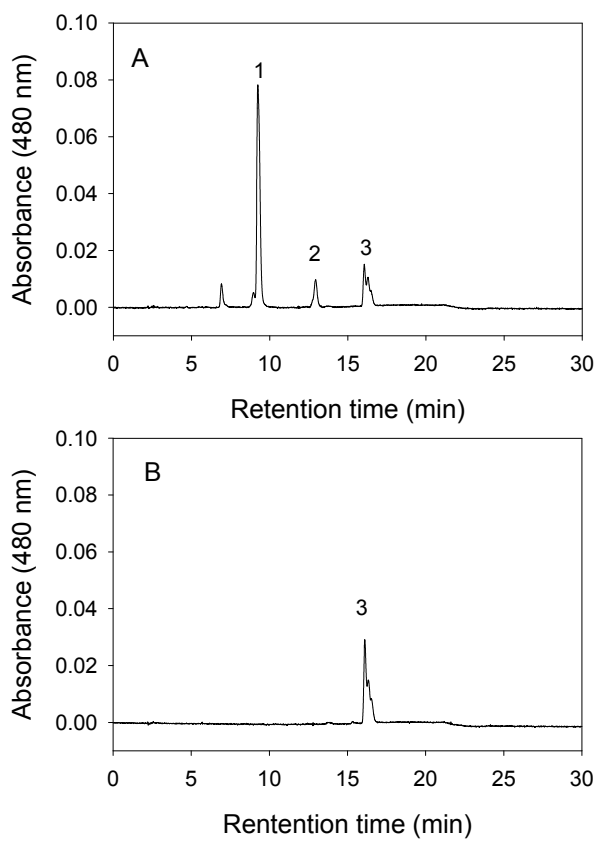 0.10
A
1
0.08
0.06
0.04
0.02
2
3
0.00
Absorbance (480 nm)
0 5 10 15 20 25 30
Retention time (min)
0.10
B
0.08
0.06
0.04
3
0.02
0.00
Absorbance (480 nm)
0 5 10 15 20 25 30
Rentention time (min)